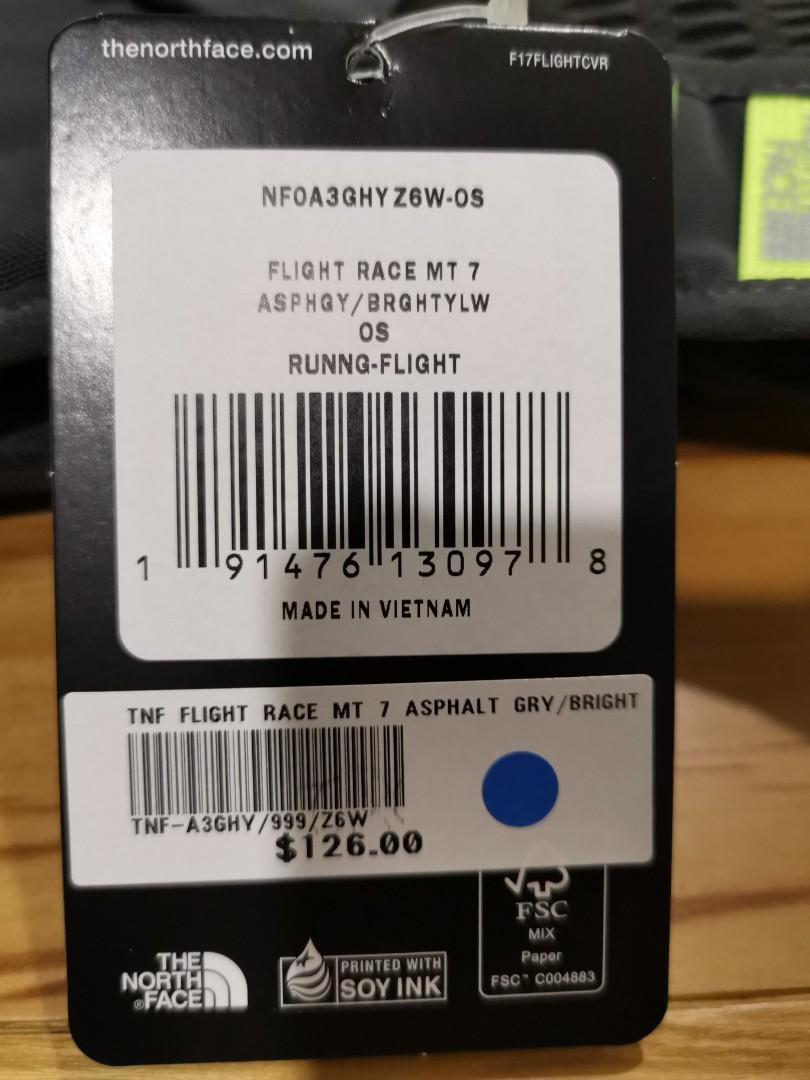 thenorthface.com
F17FLIGHTCVR
NF0A3GHYZ6W-OS
FLIGHT RACE MT 7
ASPHGY/BRGHTYLW
OS
RUNNG-FLIGHT
1 91476 13097 8
MADE IN VIETNAM
TNF FLIGHT RACE MT 7 ASPHALT GRY/BRIGHT
TNF-A3GHY/999/Z6W
$126.00
FSC
MIX
Paper
FSC™ C004883
THE
NORTH
®FACE
PRINTED WITH
SOY INK